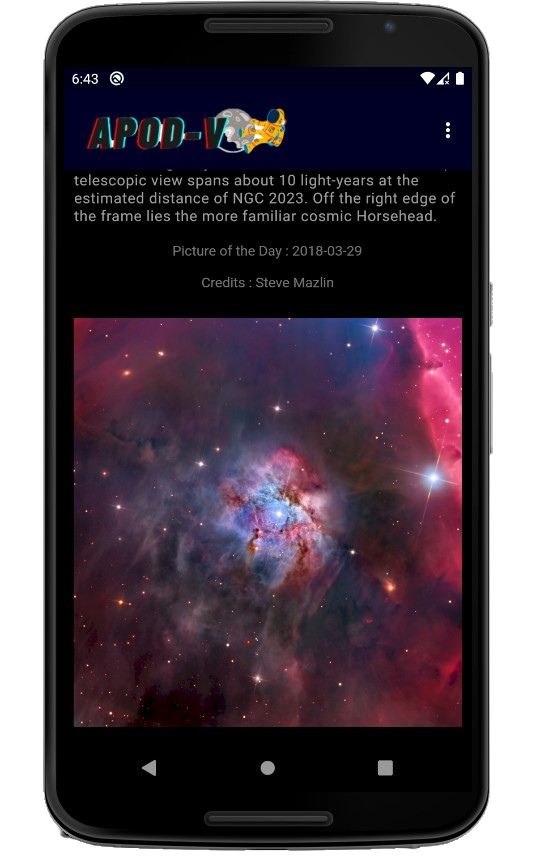 6:43
APOD-V
telescopic view spans about 10 light-years at the
estimated distance of NGC 2023. Off the right edge of
the frame lies the more familiar cosmic Horsehead.
Picture of the Day : 2018-03-29
Credits : Steve Mazlin